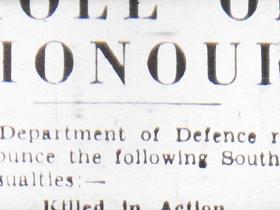 OLL O
HONOUR
Department of Defence
ounce the following South
sualties:—
Killed in Action